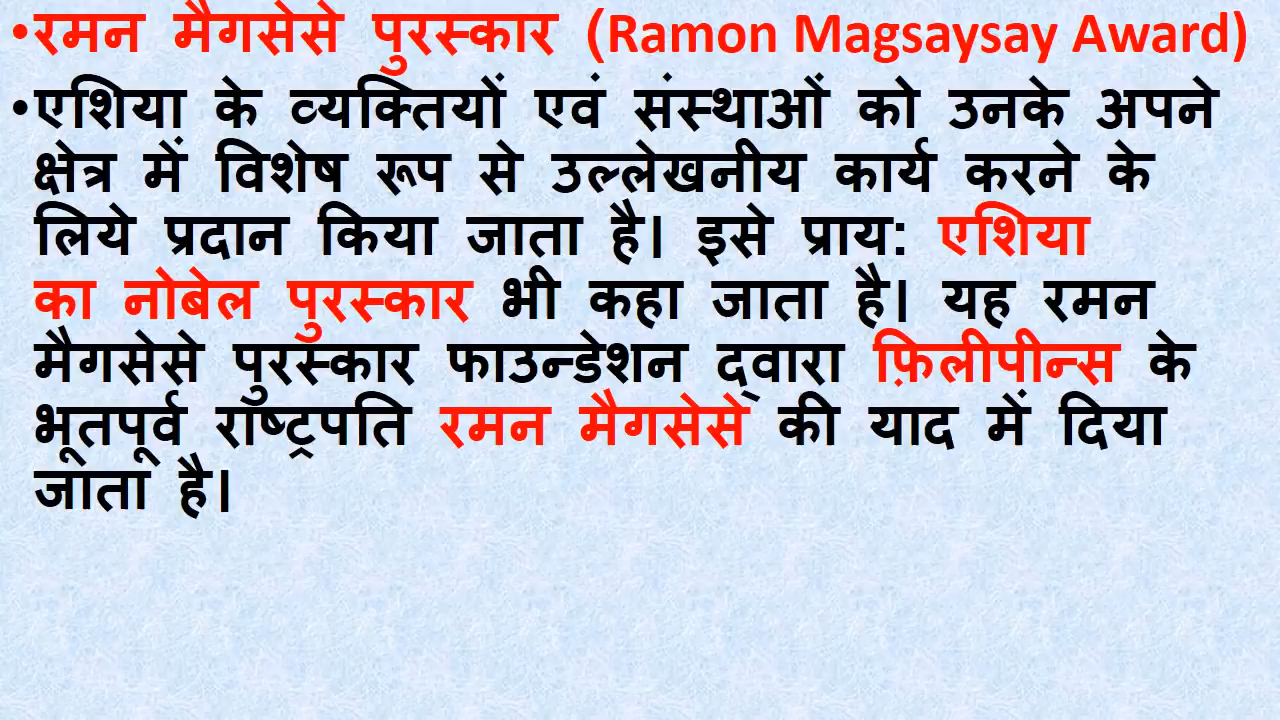 •रमन मैगसेसे पुरस्कार (Ramon Magsaysay Award)
•एशिया के व्यक्तियों एवं संस्थाओं को उनके अपने
क्षेत्र में विशेष रूप से उल्लेखनीय कार्य करने के
लिये प्रदान किया जाता है। इसे प्राय: एशिया
का नोबेल पुरस्कार भी कहा जाता है। यह रमन
मैगसेसे पुरस्कार फाउन्डेशन द्वारा फ़िलीपीन्स के
भूतपूर्व राष्ट्रपति रमन मैगसेसे की याद में दिया
जाता है।